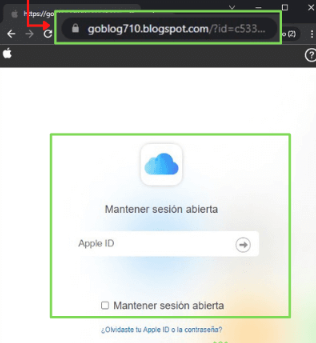 https://go
goblog710.blogspot.com/?id=c533...
(2)
Mantener sesión abierta
Apple ID
Mantener sesión abierta
¿Olvidaste tu Apple ID o la contraseña?